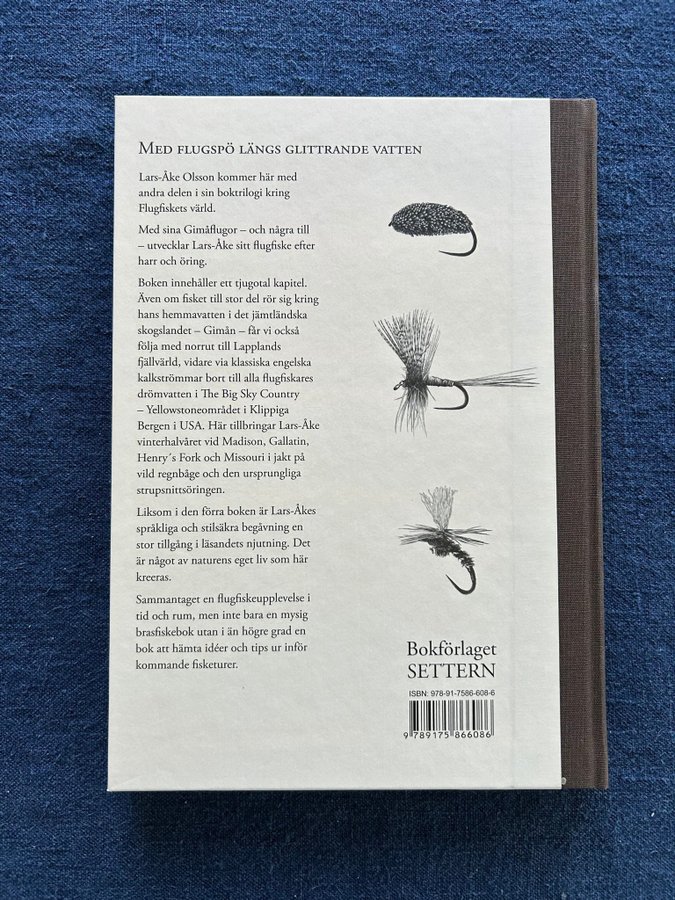 MED FLUGSPÖ LÄNGS GLITTRANDE VATTEN
Lars-Åke Olsson kommer här med
andra delen i sin boktrilogi kring
Flugfiskets värld.
Med sina Gimåflugor – och några till
– utvecklar Lars-Åke sitt flugfiske efter
harr och öring.
Boken innehåller ett tjugotal kapitel.
Även om fisket till stor del rör sig kring
hans hemmavatten i det jämtländska
skogslandet – Gimån – får vi också
följa med norrut till Lapplands
fjällvärld, vidare via klassiska engelska
kalkströmmar bort till alla flugfiskares
drömvatten i The Big Sky Country
– Yellowstoneområdet i Klippiga
Bergen i USA. Här tillbringar Lars-Åke
vinterhalvåret vid Madison, Gallatin,
Henry´s Fork och Missouri i jakt på
vild regnbåge och den ursprungliga
strupsnittsöringen.
Liksom i den förra boken är Lars-Åkes
språkliga och stilsäkra begåvning en
stor tillgång i läsandets njutning. Det
är något av naturens eget liv som här
kreeras.
Sammantaget en flugfiskeupplevelse i
tid och rum, men inte bara en mysig
brasfiskebok utan i än högre grad en
bok att hämta idéer och tips ur inför
kommande fisketurer.
Bokförlaget
SETTERN
ISBN: 978-91-7586-608-6
9 789175 866086